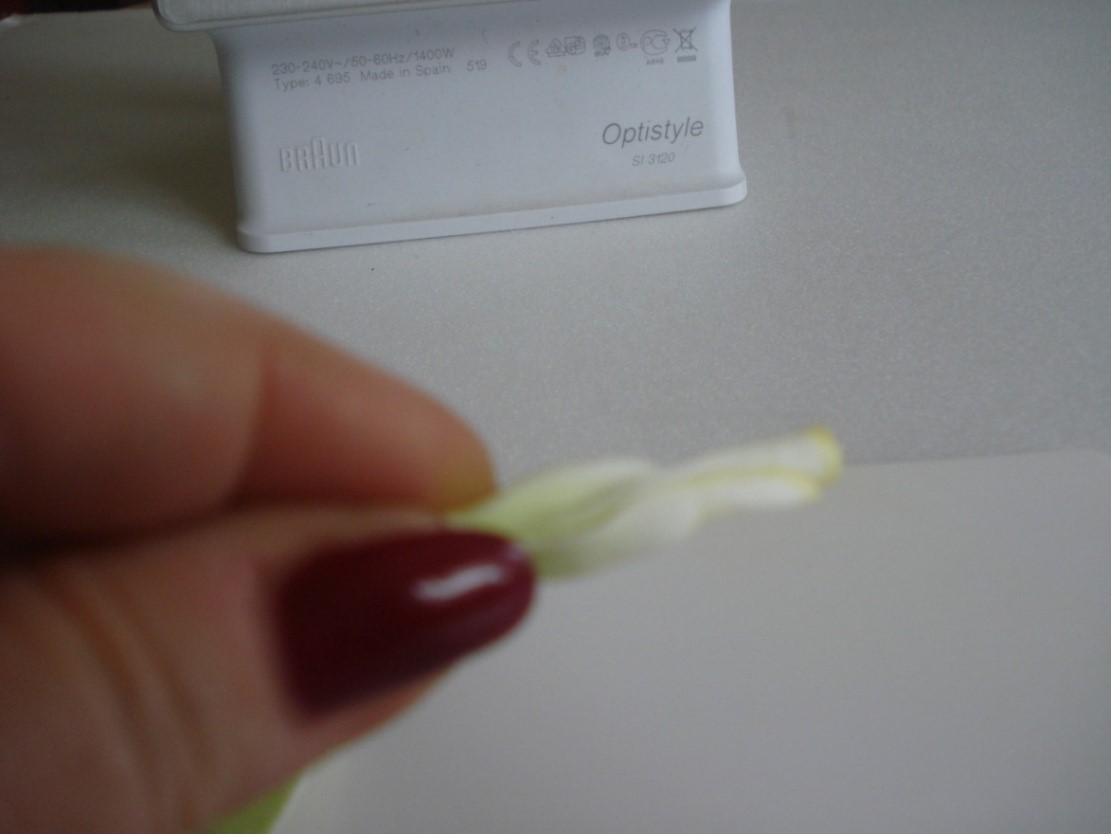 230-240V~/50-60Hz/1400W
Type: 4 695 Made in Spain 519
BRAUN
Optistyle
SI 3120